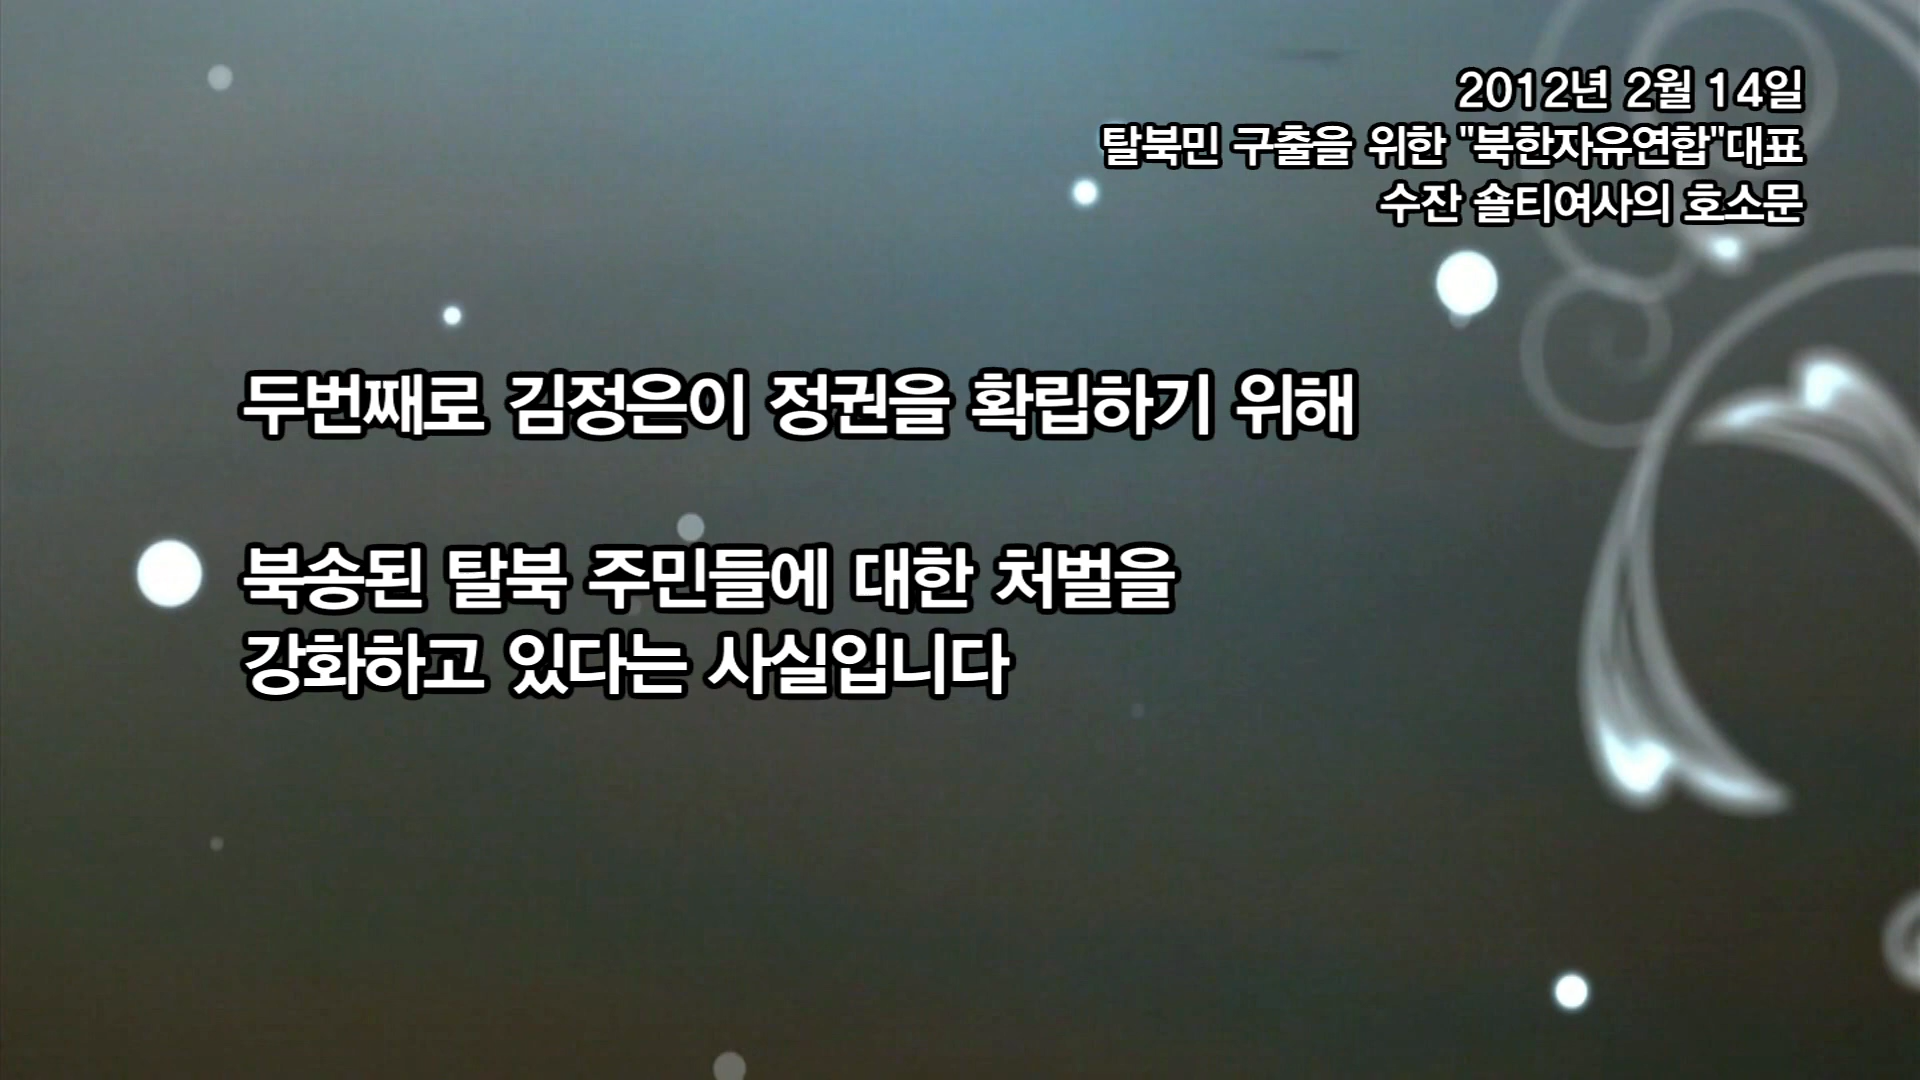 2012년 2월 14일
탈북민 구출을 위한 "북한자유연합"대표
수잔 숄티여사의 호소문
두번째로 김정은이 정권을 확립하기 위해
북송된 탈북 주민들에 대한 처벌을
강화하고 있다는 사실입니다